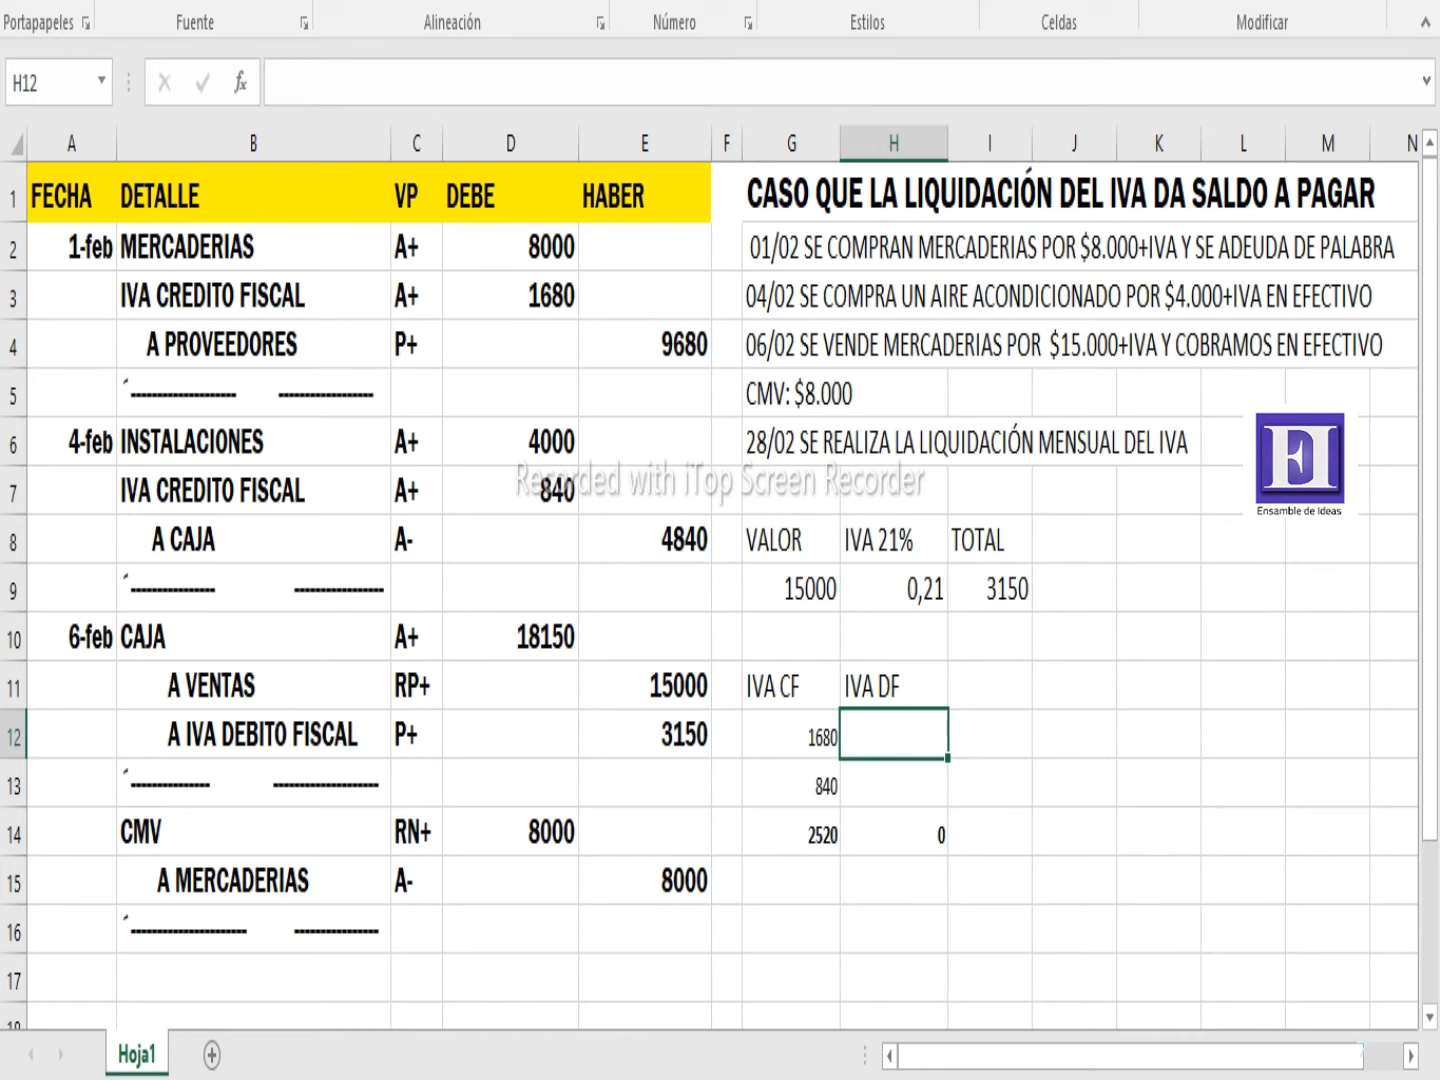 Portapapeles Fuente Alineación Número Estilos Celdas Modificar
H12 fx
A B C D E F G H I J K L M N
1 FECHA DETALLE VP DEBE HABER CASO QUE LA LIQUIDACIÓN DEL IVA DA SALDO A PAGAR
2 1-feb MERCADERIAS A+ 8000 01/02 SE COMPRAN MERCADERIAS POR $8.000+IVA Y SE ADEUDA DE PALABRA
3 IVA CREDITO FISCAL A+ 1680 04/02 SE COMPRA UN AIRE ACONDICIONADO POR $4.000+IVA EN EFECTIVO
4 A PROVEEDORES P+ 9680 06/02 SE VENDE MERCADERIAS POR $15.000+IVA Y COBRAMOS EN EFECTIVO
5 ´-------------------- ------------------ CMV: $8.000
6 4-feb INSTALACIONES A+ 4000 28/02 SE REALIZA LA LIQUIDACIÓN MENSUAL DEL IVA
Recorded with iTop Screen Recorder
7 IVA CREDITO FISCAL A+ 840
EI
Ensamble de Ideas
8 A CAJA A- 4840 VALOR IVA 21% TOTAL
9 ´---------------- ----------------- 15000 0,21 3150
10 6-feb CAJA A+ 18150
11 A VENTAS RP+ 15000 IVA CF IVA DF
12 A IVA DEBITO FISCAL P+ 3150 1680
13 ´--------------- -------------------- 840
14 CMV RN+ 8000 2520 0
15 A MERCADERIAS A- 8000
16 ´---------------------- ----------------
17
18
Hoja1